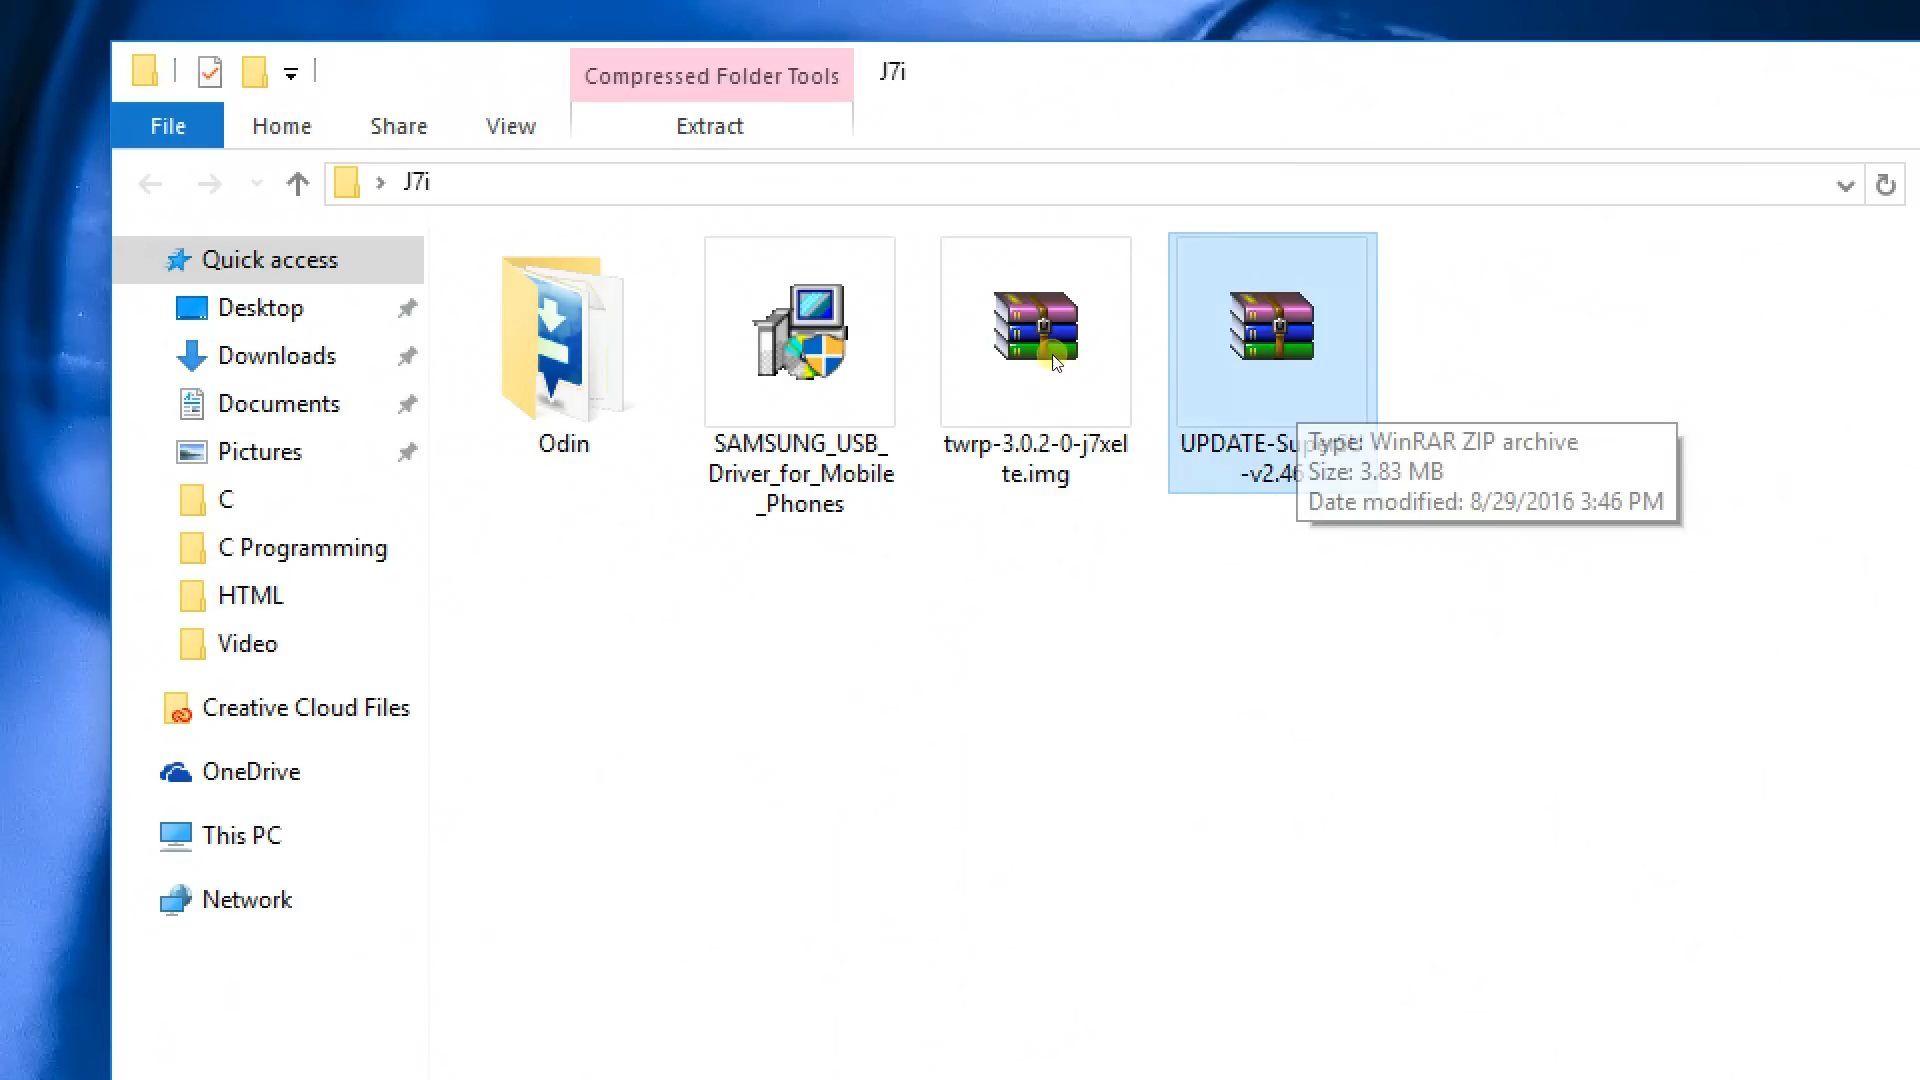 Compressed Folder Tools
J7i
File
Home
Share
View
Extract
J7i
Quick access
Desktop
Downloads
Documents
Pictures
C
C Programming
HTML
Video
Creative Cloud Files
OneDrive
This PC
Network
Odin
SAMSUNG_USB_
Driver_for_Mobile
_Phones
twrp-3.0.2-0-j7xel
te.img
-v2.46
Type: WinRAR ZIP archive
Size: 3.83 MB
Date modified: 8/29/2016 3:46 PM